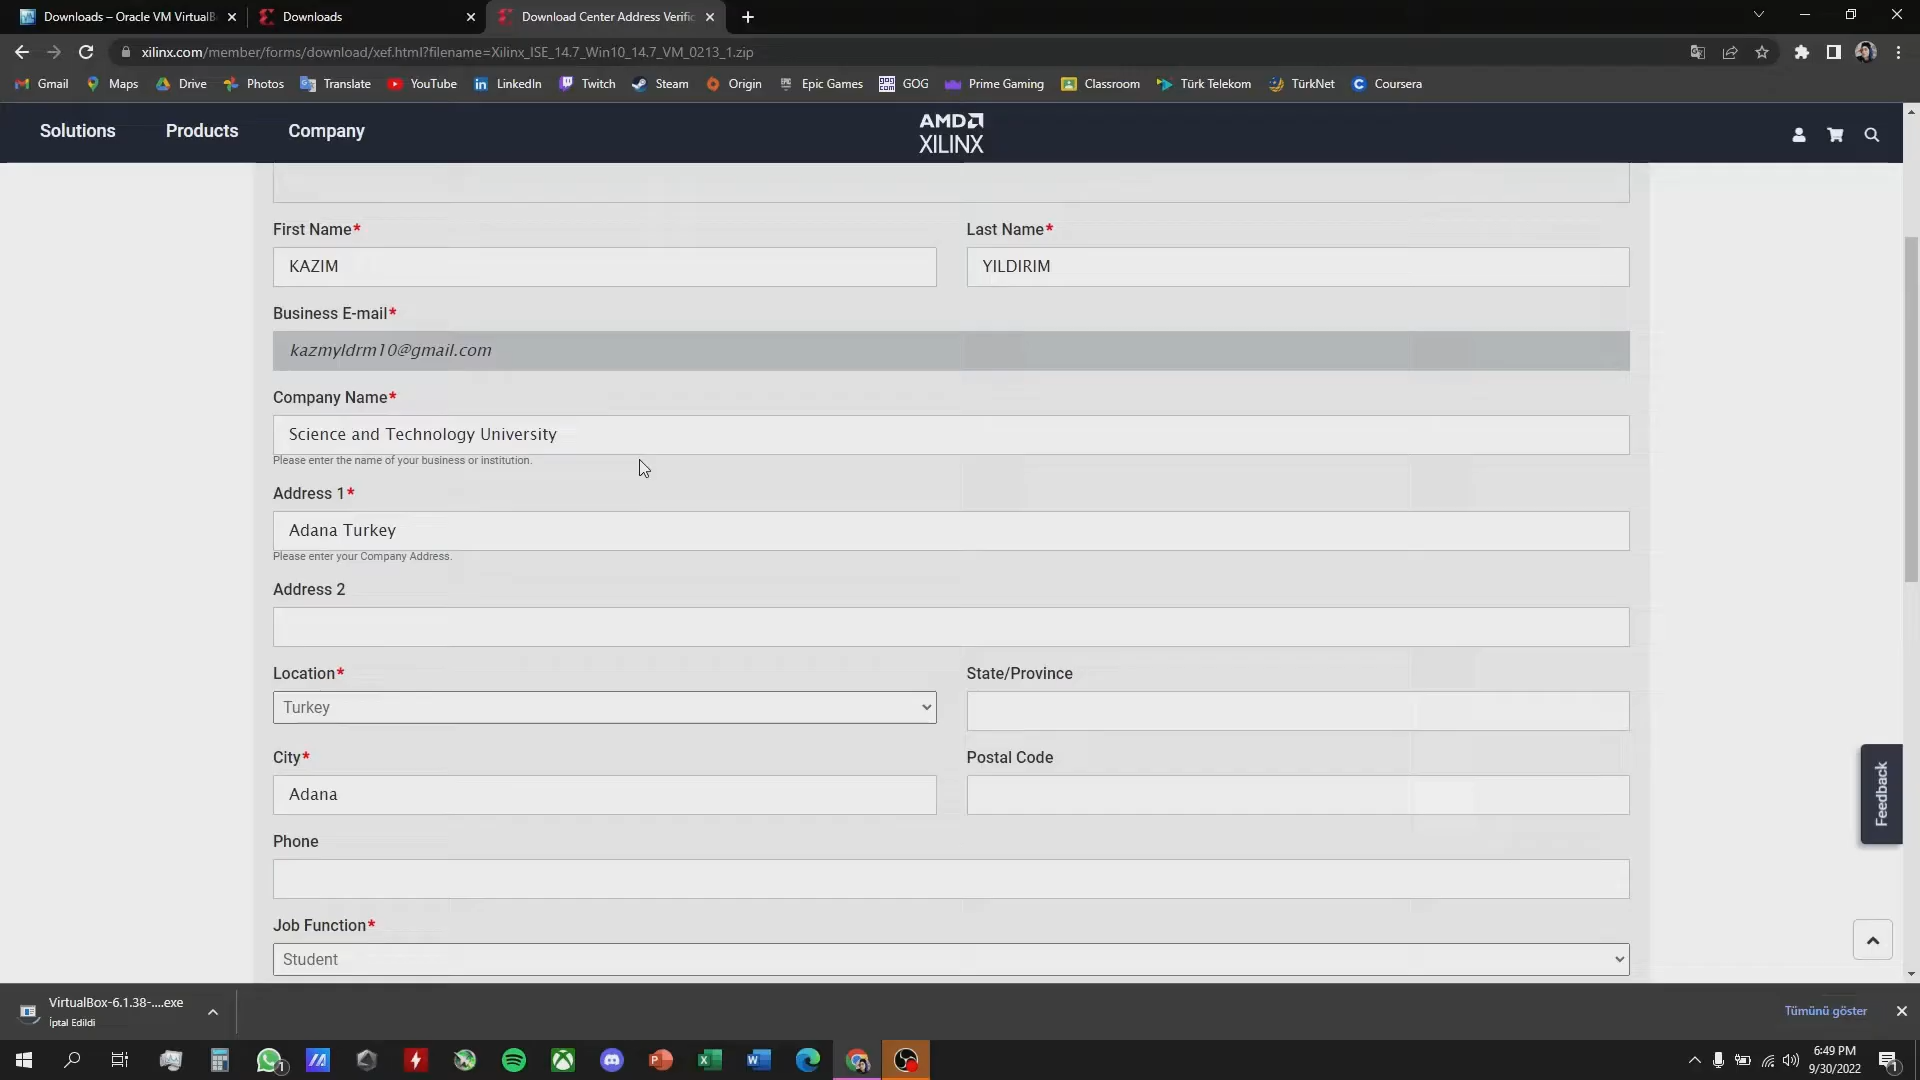 Downloads – Oracle VM VirtualB
Downloads
Download Center Address Verific
xilinx.com/member/forms/download/xef.html?filename=Xilinx_ISE_14.7_Win10_14.7_VM_0213_1.zip
Gmail
Maps
Drive
Photos
Translate
YouTube
LinkedIn
Twitch
Steam
Origin
Epic Games
GOG
Prime Gaming
Classroom
Türk Telekom
TürkNet
Coursera
Solutions
Products
Company
AMD
XILINX
First Name*
Last Name*
KAZIM
YILDIRIM
Business E-mail*
kazmyldrm10@gmail.com
Company Name*
Science and Technology University
Please enter the name of your business or institution.
Address 1*
Adana Turkey
Please enter your Company Address.
Address 2
Location*
State/Province
Turkey
City*
Postal Code
Adana
Feedback
Phone
Job Function*
Student
VirtualBox-6.1.38-....exe
İptal Edildi
Tümünü göster
6:49 PM
9/30/2022